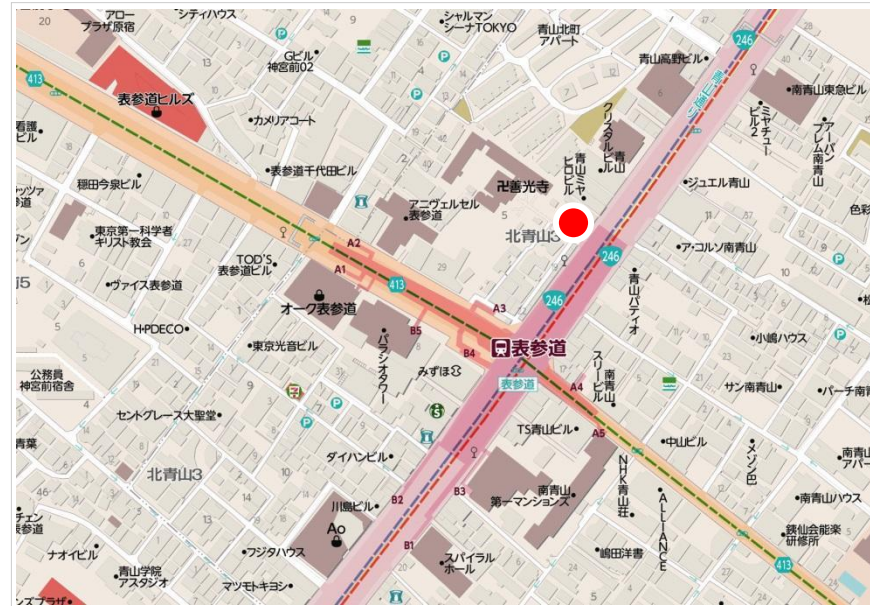 アロー
プラザ原宿
シティハウス
Gビル
神宮前02
シャルマン
シーナTOKYO
青山北町
アパート
青山高野ビル
246
青山通り
南青山東急ビル
ミヤチュー
ビル2
アーバン
プレム南青山
413
表参道ヒルズ
カメリアコート
クリスタルビル
青山
青山ミヤ
ヒロビル
卍善光寺
ジュエル青山
穏田今泉ビル
表参道千代田ビル
アニヴェルセル
表参道
東京第一科学者
キリスト教会
北青山3
ア・コルソ南青山
246
TOD'S
表参道ビル
A2
A1
413
ヴァイス表参道
オーク表参道
A3
246
青山パティオ
H・PDECO
B5
東京光音ビル
パラシオタワー
みずほ
B4
表参道
表参道
小嶋ハウス
スリービル
南青山
A4
サン南青山
公務員
神宮前宿舎
セントグレース大聖堂
TS青山ビル
A5
中山ビル
北青山3
ダイハンビル
メゾン巴
川島ビル
B2
B3
南青山
第一マンションズ
NHK青山荘
ALLIANCE
南青山ハウス
Ao
B1
銕仙会能楽
研修所
フジタハウス
スパイラル
ホール
嶋田洋書
413
ナオイビル
青山学院
アスタジオ
マツモトキヨシ